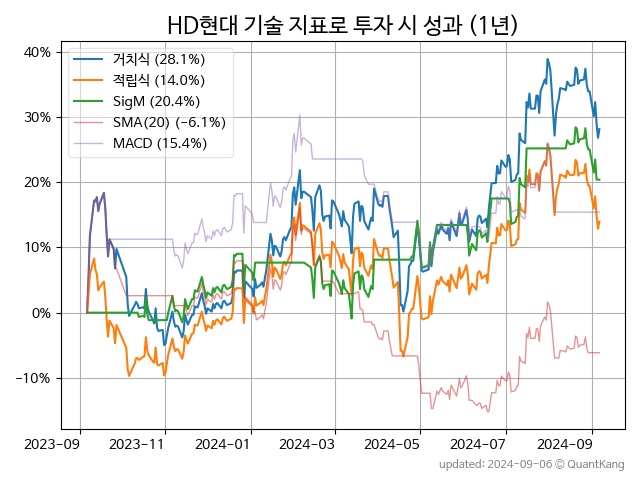 HD현대 기술 지표로 투자 시 성과 (1년)
40%
30%
20%
10%
0%
−10%
거치식 (28.1%)
적립식 (14.0%)
SigM (20.4%)
SMA(20) (−6.1%)
MACD (15.4%)
2023-09
2023-11
2024-01
2024-03
2024-05
2024-07
2024-09
updated: 2024-09-06 © QuantKang